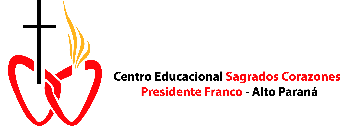 Centro Educacional Sagrados Corazones
Presidente Franco - Alto Paraná